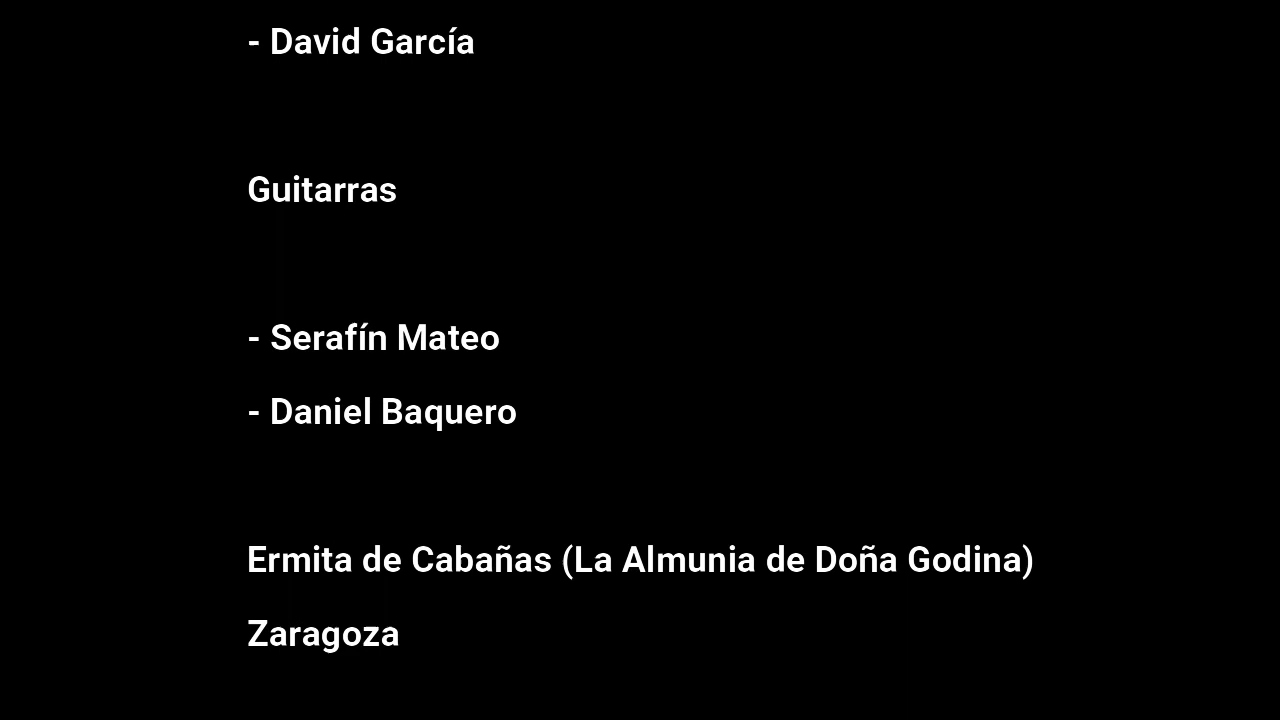 - David García
Guitarras
- Serafín Mateo
- Daniel Baquero
Ermita de Cabañas (La Almunia de Doña Godina)
Zaragoza